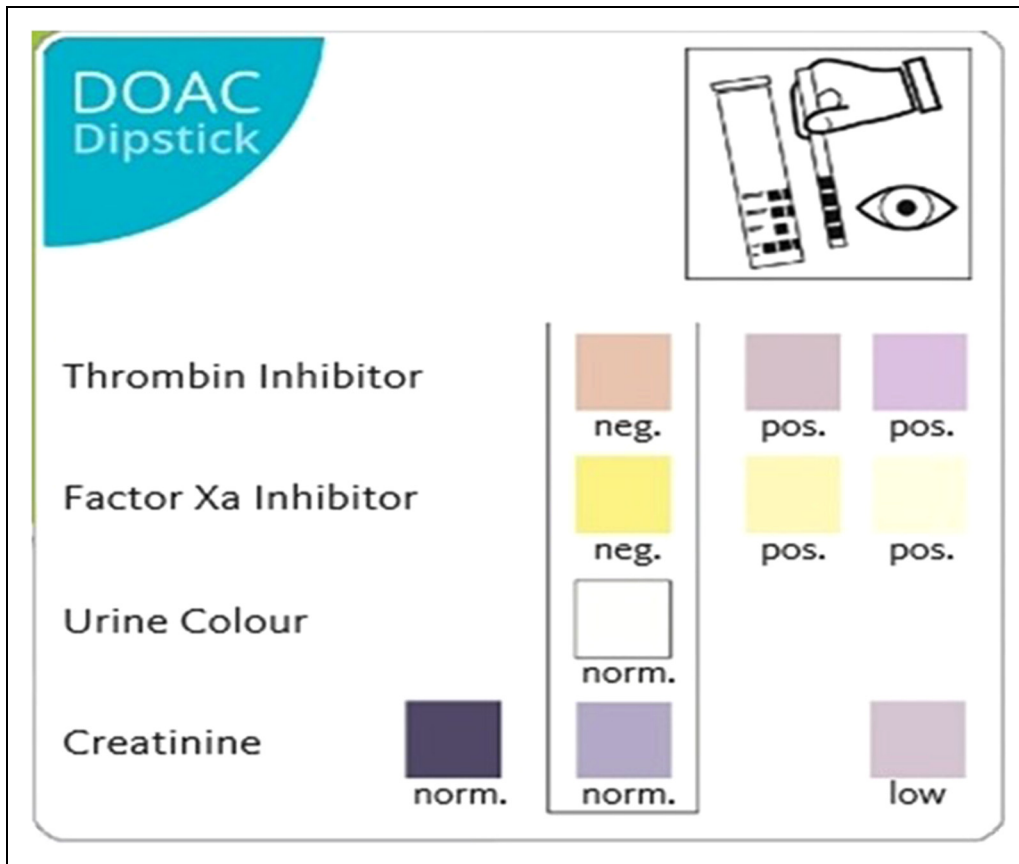 DOAC
Dipstick
Thrombin Inhibitor
neg. pos. pos.
Factor Xa Inhibitor
neg. pos. pos.
Urine Colour
norm.
Creatinine
norm. norm. low